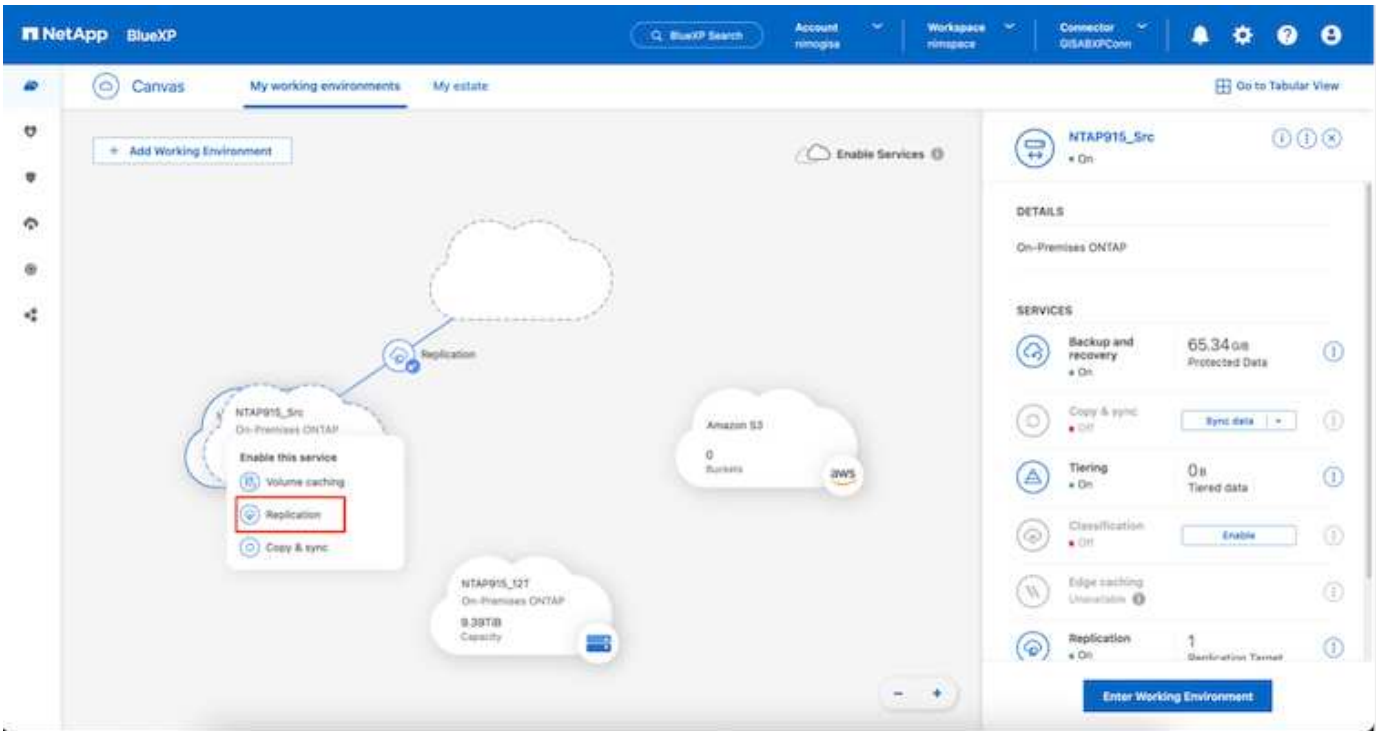 NetApp BlueXP
BlueXP Search
Account
nimogisa
Workspace
nimspace
Connector
GISABXPConn
Canvas
My working environments
My estate
Go to Tabular View
+ Add Working Environment
Enable Services
Replication
NTAP915_Src
On-Premises ONTAP
Enable this service
Volume caching
Replication
Copy & sync
Amazon S3
0
Buckets
aws
NTAP915_12T
On-Premises ONTAP
9.39TiB
Capacity
- +
NTAP915_Src
On
DETAILS
On-Premises ONTAP
SERVICES
Backup and recovery
On
65.34 GiB
Protected Data
Copy & sync
Off
Sync data
Tiering
On
0 B
Tiered data
Classification
Off
Enable
Edge caching
Unavailable
Replication
On
1
Replication Target
Enter Working Environment